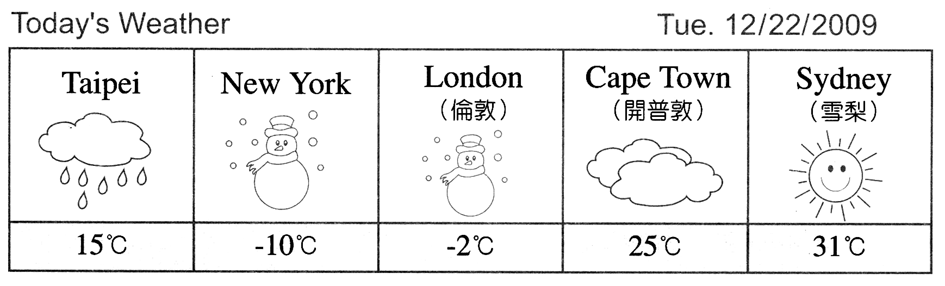 Today's Weather Tue. 12/22/2009
Taipei New York London Cape Town Sydney
(倫敦) (開普敦) (雪梨)
15℃ -10℃ -2℃ 25℃ 31℃